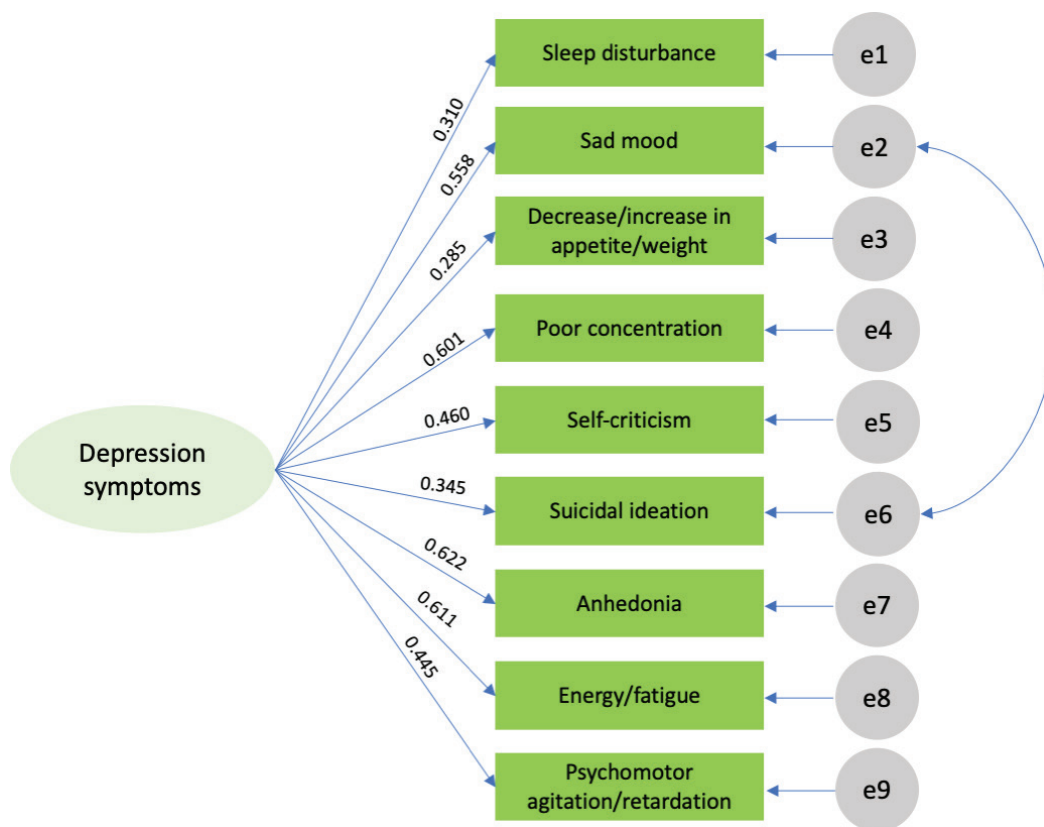 Sleep disturbance
e1
0.310
Sad mood
e2
0.558
Decrease/increase in
appetite/weight
e3
0.285
Poor concentration
e4
0.601
Self-criticism
e5
0.460
Depression
symptoms
Suicidal ideation
e6
0.345
Anhedonia
e7
0.622
Energy/fatigue
e8
0.611
Psychomotor
agitation/retardation
e9
0.445